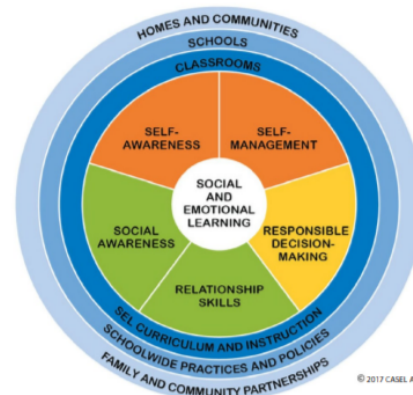 HOMES AND COMMUNITIES
SCHOOLS
CLASSROOMS
SELF-
AWARENESS
SELF-
MANAGEMENT
SOCIAL
AND
EMOTIONAL
LEARNING
SOCIAL
AWARENESS
RESPONSIBLE
DECISION-
MAKING
RELATIONSHIP
SKILLS
SEL CURRICULUM AND INSTRUCTION
SCHOOLWIDE PRACTICES AND POLICIES
FAMILY AND COMMUNITY PARTNERSHIPS
© 2017 CASEL A